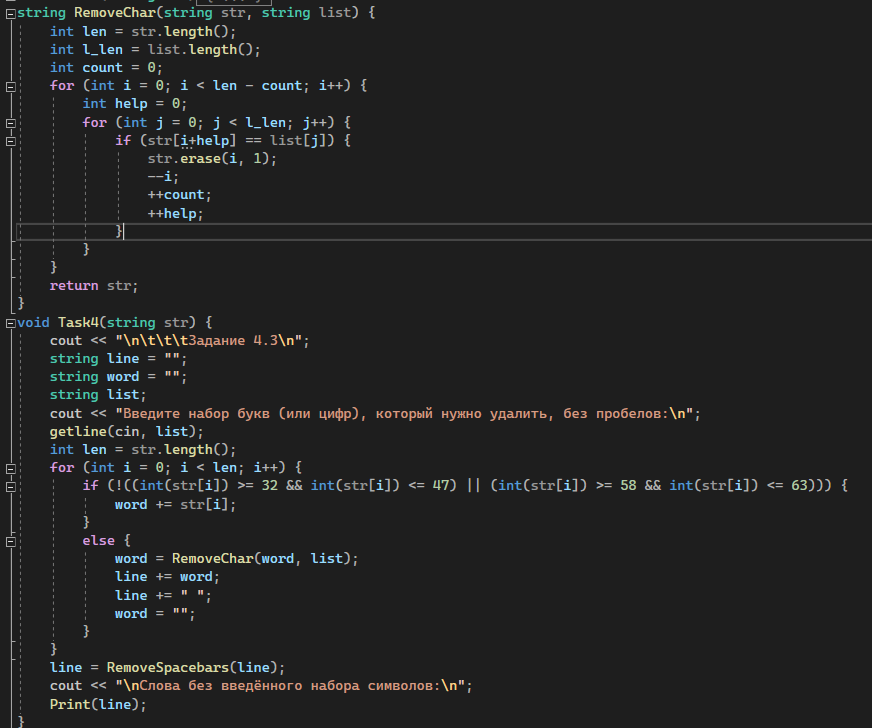 string RemoveChar(string str, string list) {
    int len = str.length();
    int l_len = list.length();
    int count = 0;
    for (int i = 0; i < len - count; i++) {
        int help = 0;
        for (int j = 0; j < l_len; j++) {
            if (str[i+help] == list[j]) {
                str.erase(i, 1);
                --i;
                ++count;
                ++help;
            }
        }
    }
    return str;
}
void Task4(string str) {
    cout << "\n\t\t\tЗадание 4.3\n";
    string line = "";
    string word = "";
    string list;
    cout << "Введите набор букв (или цифр), который нужно удалить, без пробелов:\n";
    getline(cin, list);
    int len = str.length();
    for (int i = 0; i < len; i++) {
        if (!((int(str[i]) >= 32 && int(str[i]) <= 47) || (int(str[i]) >= 58 && int(str[i]) <= 63))) {
            word += str[i];
        }
        else {
            word = RemoveChar(word, list);
            line += word;
            line += " ";
            word = "";
        }
    }
    line = RemoveSpacebars(line);
    cout << "\nСлова без введённого набора символов:\n";
    Print(line);
}